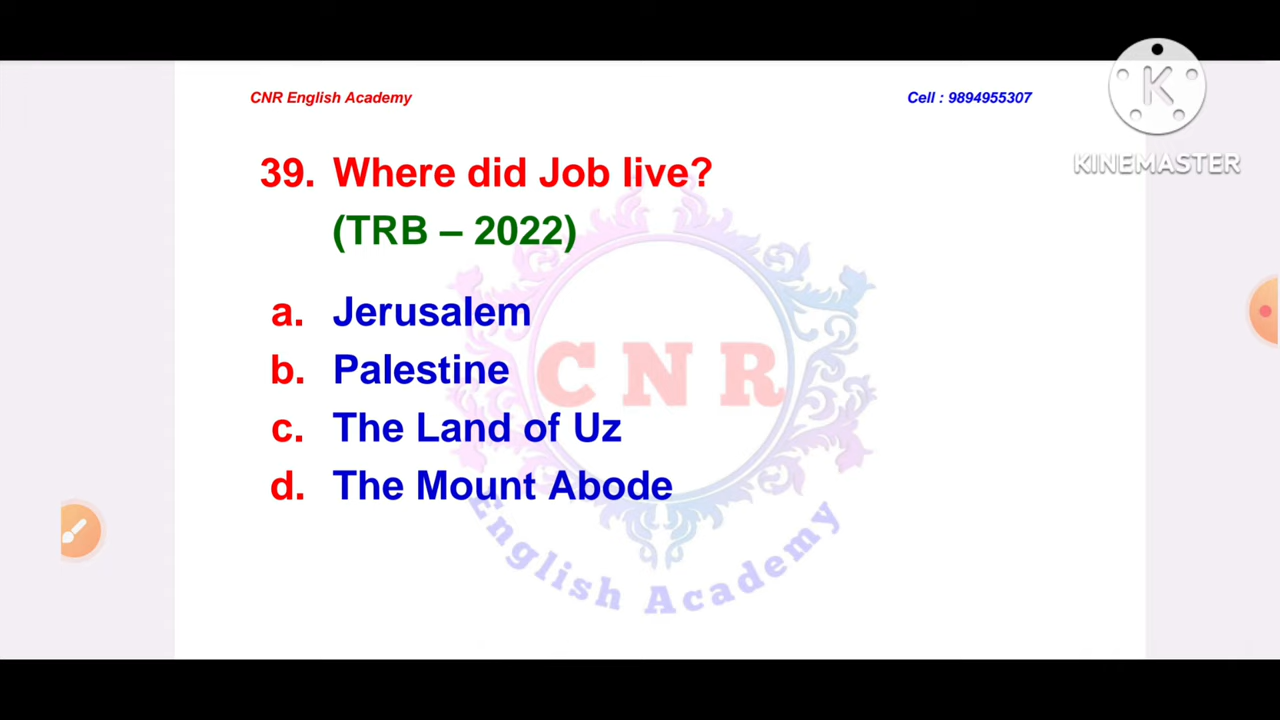 CNR English Academy
Cell : 9894955307
KINEMASTER
39. Where did Job live?
(TRB – 2022)
a. Jerusalem
b. Palestine
c. The Land of Uz
d. The Mount Abode
CNR
English Academy